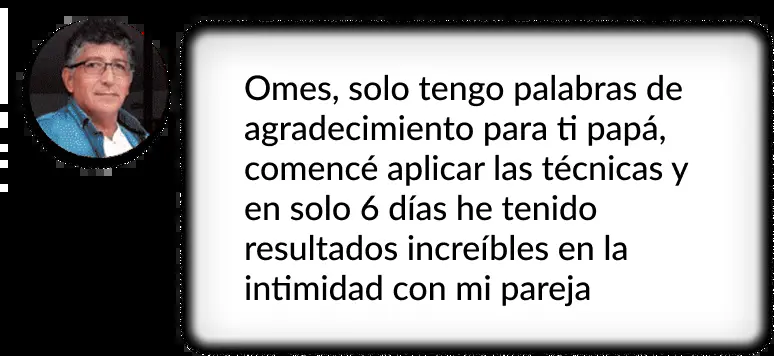 Omes, solo tengo palabras de
agradecimiento para ti papá,
comencé aplicar las técnicas y
en solo 6 días he tenido
resultados increíbles en la
intimidad con mi pareja